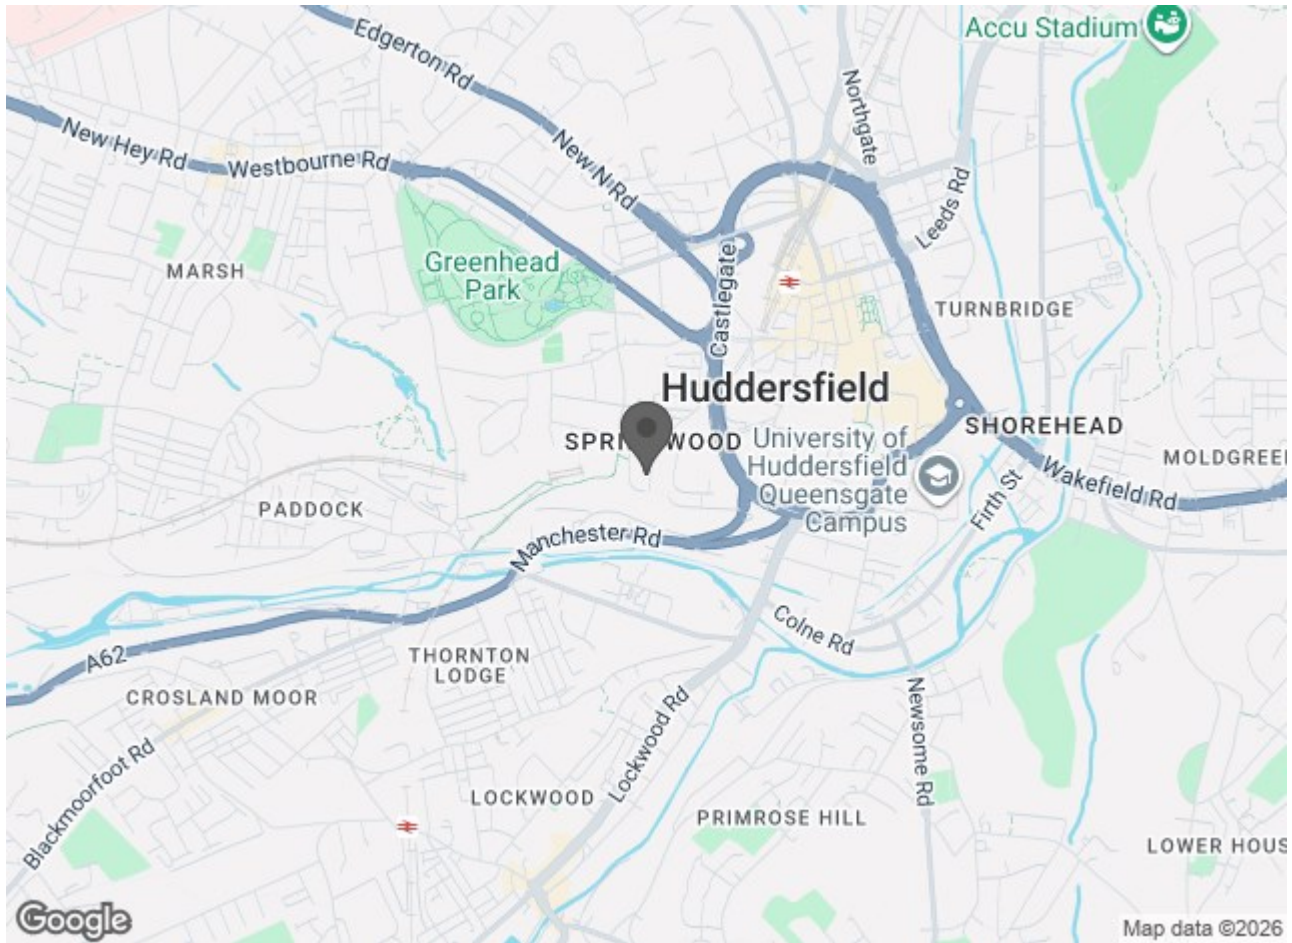 Accu Stadium
Edgerton Rd
Northgate
New Hey Rd
Westbourne Rd
New N Rd
Leeds Rd
MARSH
Greenhead
Park
Castlegate
TURNBRIDGE
Huddersfield
SPRI
WOOD
SHOREHEAD
University of
Huddersfield
Queensgate
Campus
MOLDGREE
Wakefield Rd
Firth St
PADDOCK
Manchester Rd
Colne Rd
A62
THORNTON
LODGE
CROSLAND MOOR
Newsome Rd
Lockwood Rd
Blackmoorfoot Rd
LOCKWOOD
PRIMROSE HILL
LOWER HOUS
Google
Map data ©2026